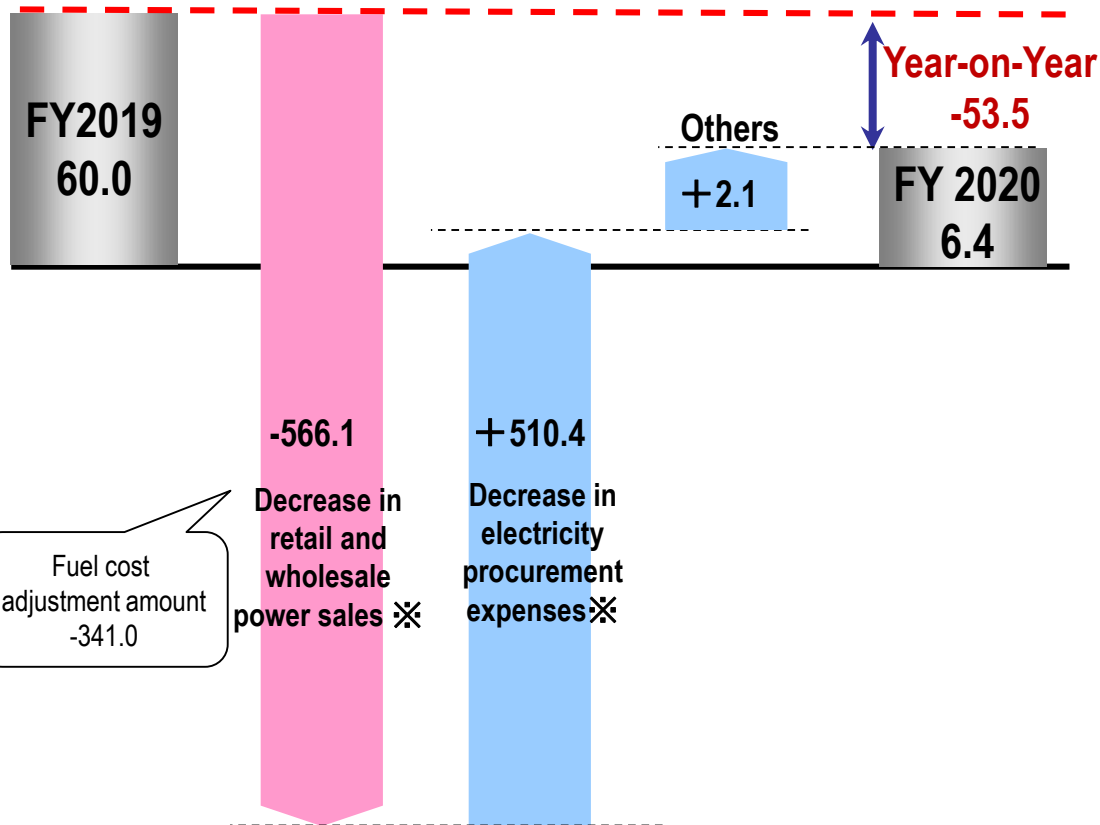 FY2019
60.0
Year-on-Year
-53.5
Others
+2.1
FY 2020
6.4
-566.1
Decrease in
retail and
wholesale
power sales ※
+510.4
Decrease in
electricity
procurement
expenses※
Fuel cost
adjustment amount
-341.0